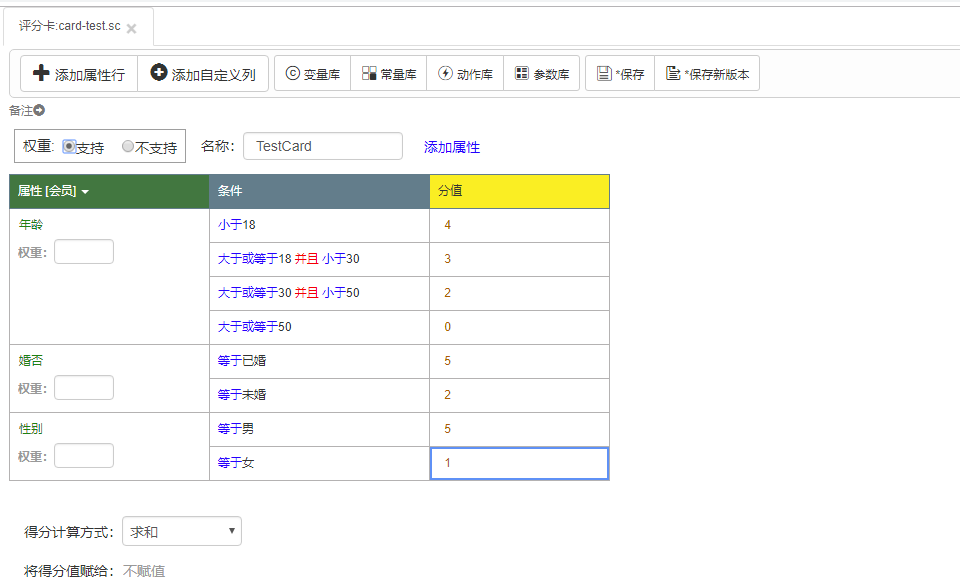 评分卡:card-test.sc
添加属性行 添加自定义列 变量库 常量库 动作库 参数库 *保存 *保存新版本
备注
权重: 支持 不支持 名称: TestCard 添加属性
属性 [会员] 条件 分值
年龄 小于18 4
权重:
大于或等于18 并且 小于30 3
大于或等于30 并且 小于50 2
大于或等于50 0
婚否 等于已婚 5
权重: 等于未婚 2
性别 等于男 5
权重: 等于女 1
得分计算方式: 求和
将得分值赋给: 不赋值